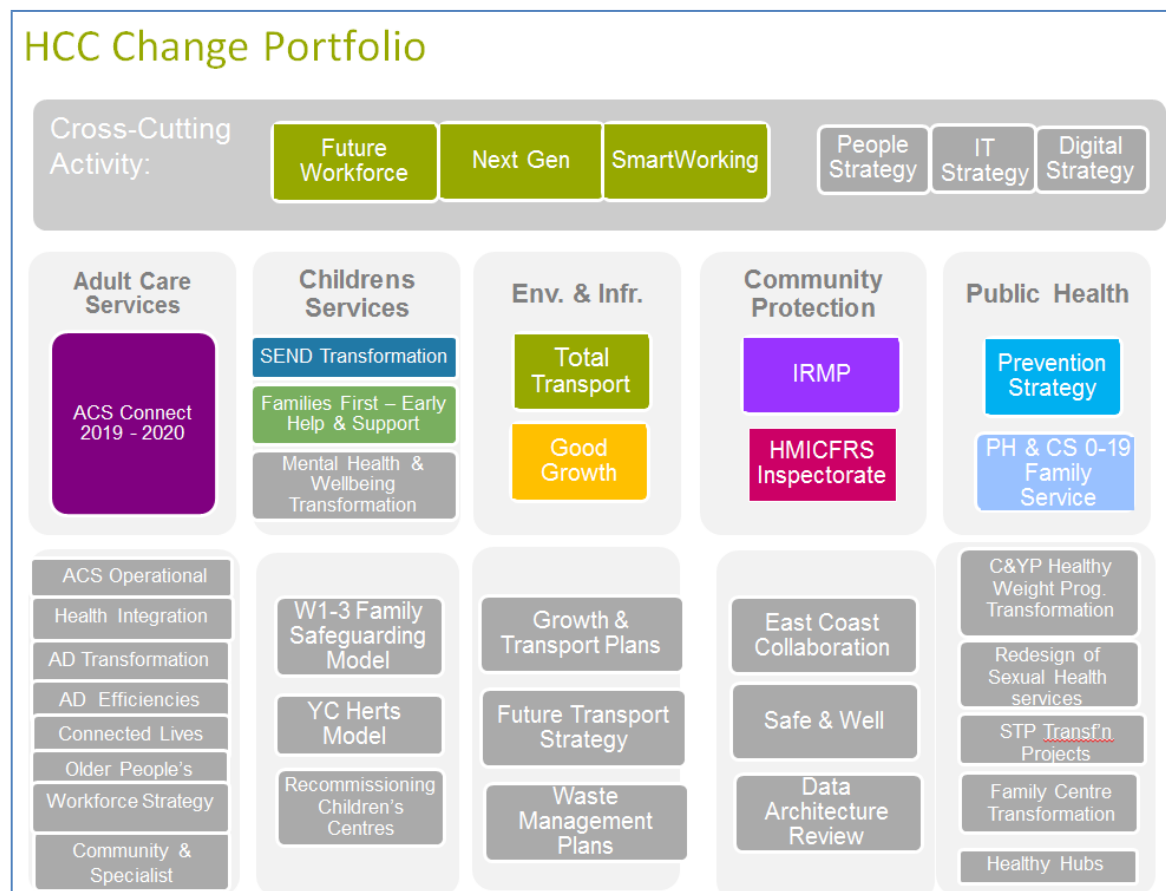 HCC Change Portfolio
Cross-Cutting
Activity:
Future
Workforce
Next Gen
SmartWorking
People
Strategy
IT
Strategy
Digital
Strategy
Adult Care
Services
ACS Connect
2019 - 2020
Childrens
Services
SEND Transformation
Families First – Early
Help & Support
Mental Health &
Wellbeing
Transformation
Env. & Infr.
Total
Transport
Good
Growth
Community
Protection
IRMP
HMICFRS
Inspectorate
Public Health
Prevention
Strategy
PH & CS 0-19
Family
Service
ACS Operational
Health Integration
AD Transformation
AD Efficiencies
Connected Lives
Older People's
Workforce Strategy
Community &
Specialist
W1-3 Family
Safeguarding
Model
YC Herts
Model
Recommissioning
Children's
Centres
Growth &
Transport Plans
Future Transport
Strategy
Waste
Management
Plans
East Coast
Collaboration
Safe & Well
Data
Architecture
Review
C&YP Healthy
Weight Prog.
Transformation
Redesign of
Sexual Health
services
STP Transf'n
Projects
Family Centre
Transformation
Healthy Hubs